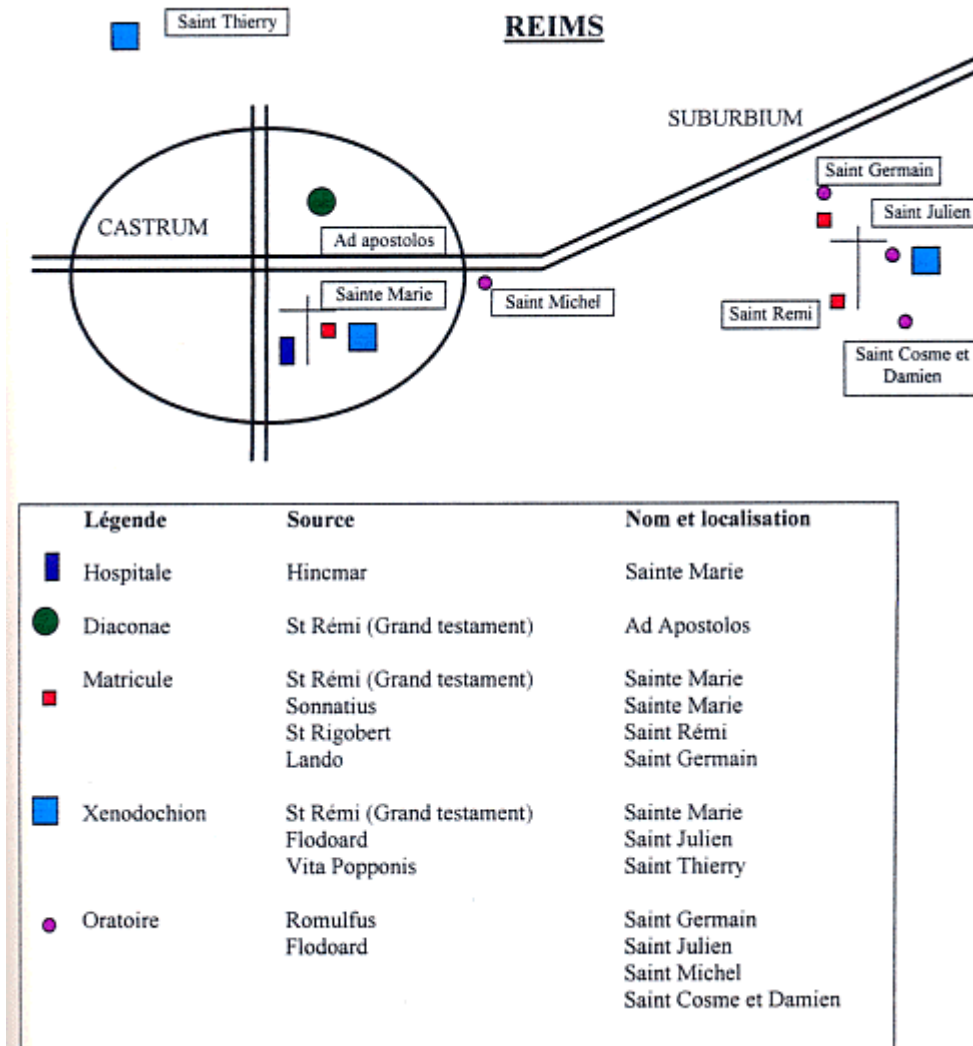 Saint Thierry
REIMS
SUBURBIUM
Saint Germain
CASTRUM
Saint Julien
Ad apostolos
Sainte Marie
Saint Michel
Saint Remi
Saint Cosme et
Damien
Légende Source Nom et localisation
Hospitale Hincmar Sainte Marie
Diaconae St Rémi (Grand testament) Ad Apostolos
Matricule St Rémi (Grand testament) Sainte Marie
Sonnatius Sainte Marie
St Rigobert Saint Rémi
Lando Saint Germain
Xenodochion St Rémi (Grand testament) Sainte Marie
Flodoard Saint Julien
Vita Popponis Saint Thierry
Oratoire Romulfus Saint Germain
Flodoard Saint Julien
Saint Michel
Saint Cosme et Damien